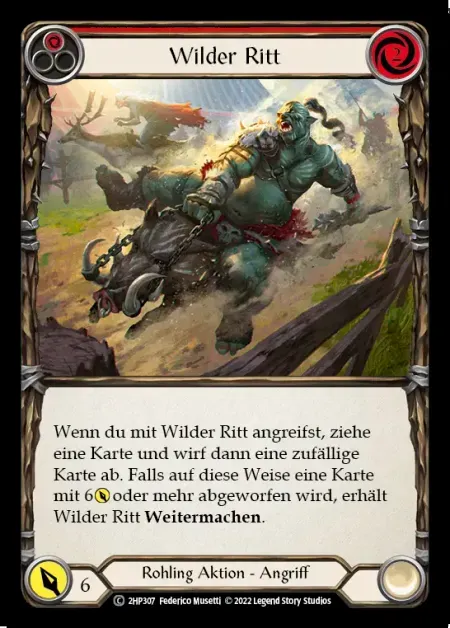 2
Wilder Ritt
Wenn du mit Wilder Ritt angreifst, ziehe
eine Karte und wirf dann eine zufällige
Karte ab. Falls auf diese Weise eine Karte
mit 6 oder mehr abgeworfen wird, erhält
Wilder Ritt Weitermachen.
6
Rohling Aktion - Angriff
C 2HP307 Federico Musetti © 2022 Legend Story Studios